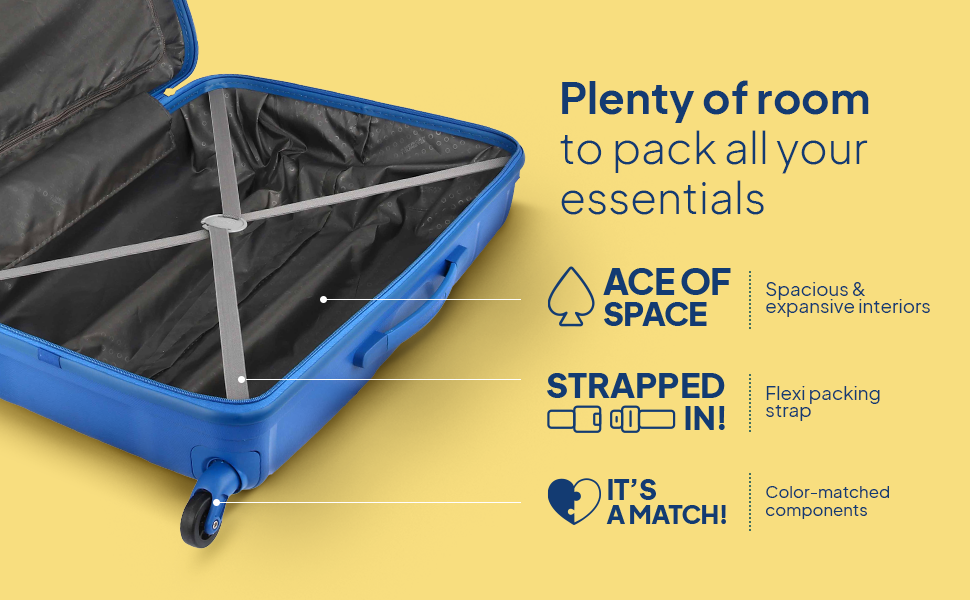 Plenty of room
to pack all your
essentials
ACE OF
SPACE
Spacious &
expansive interiors
STRAPPED
IN!
Flexi packing
strap
IT'S
A MATCH!
Color-matched
components